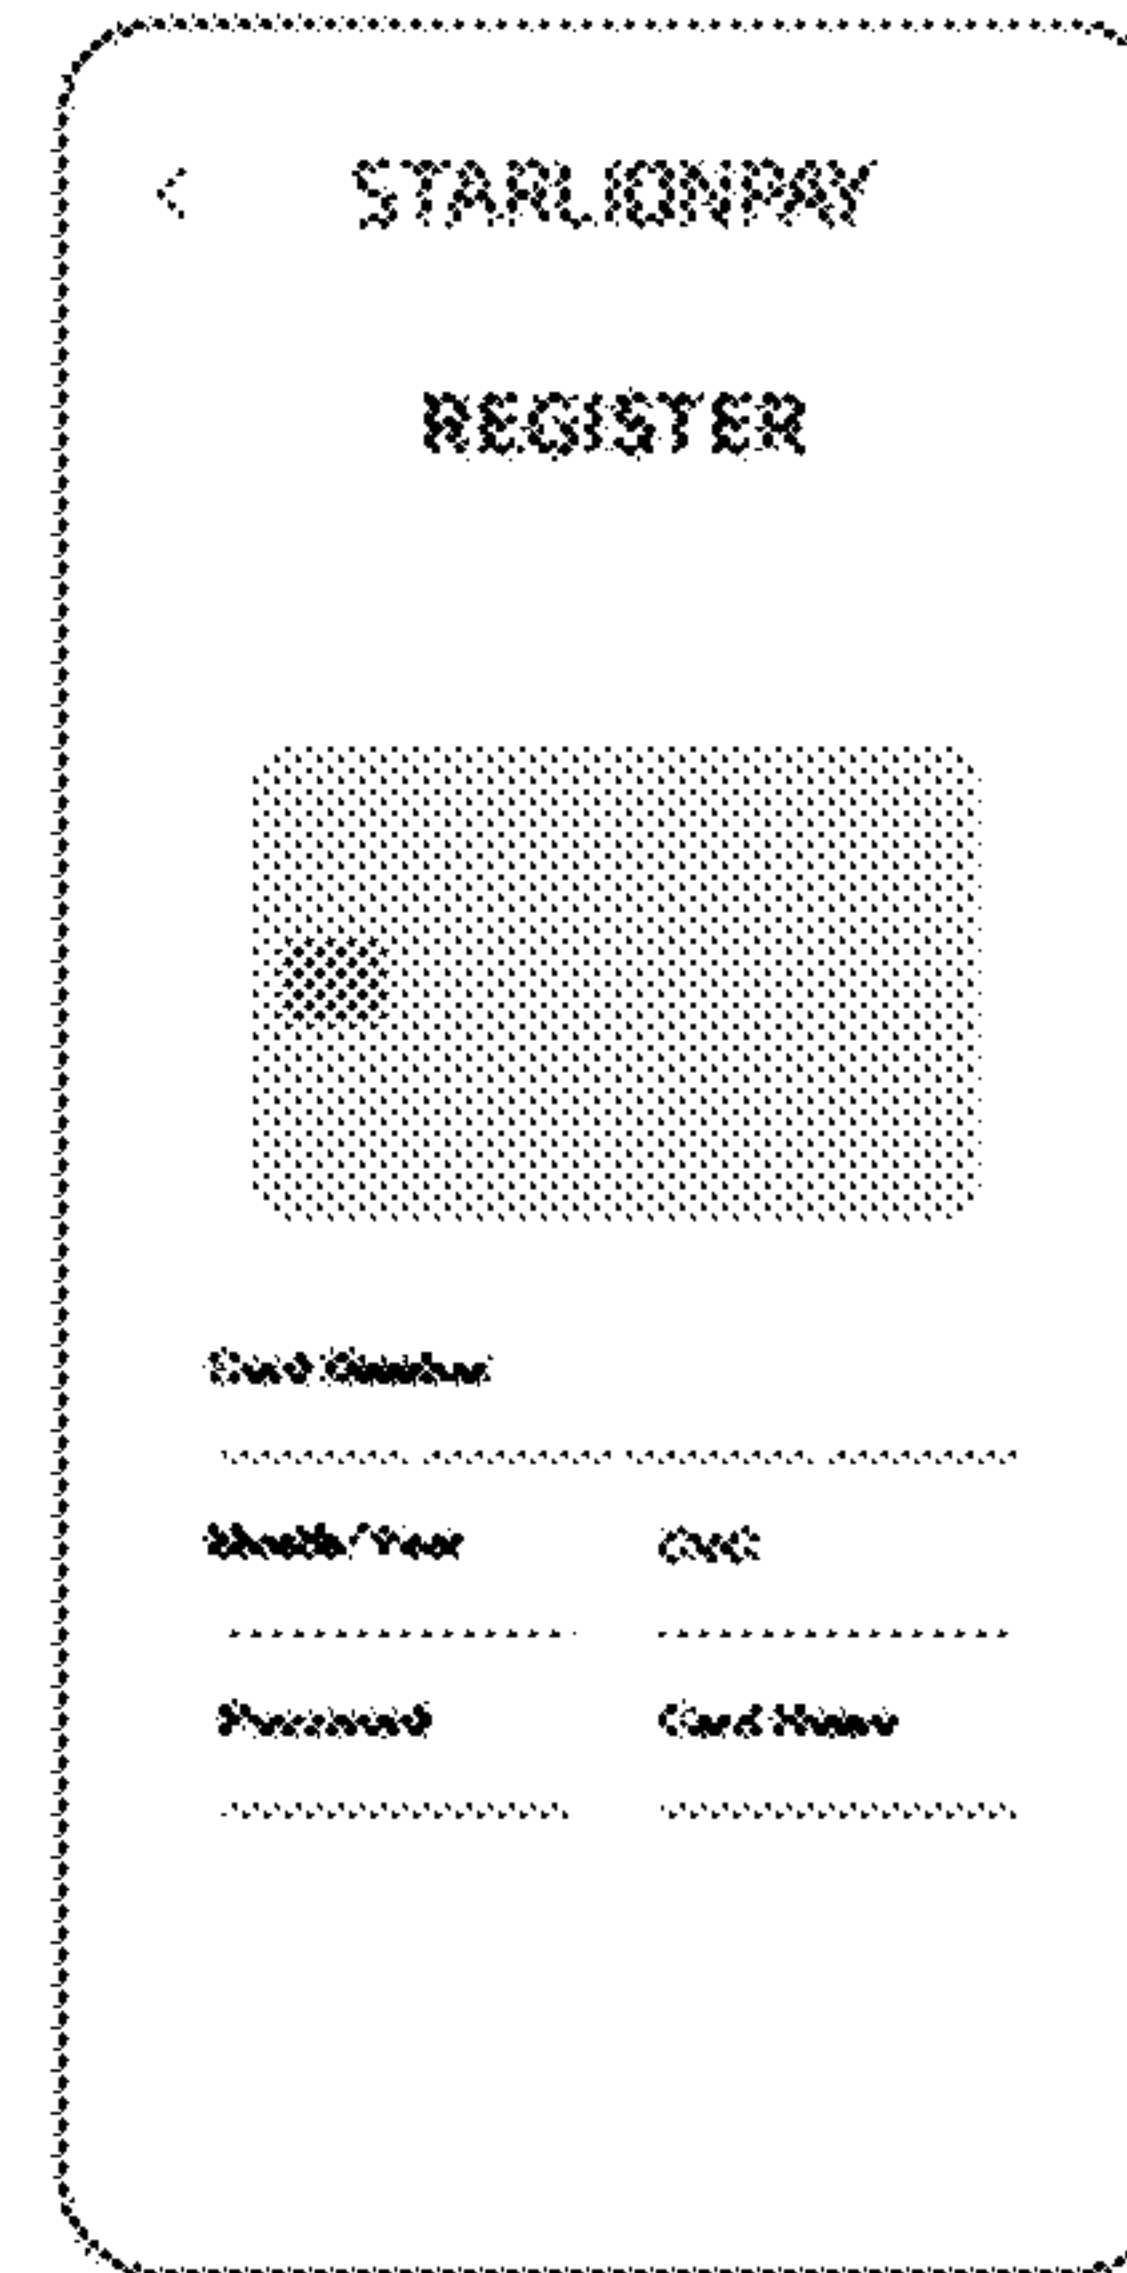 <
STARLIONPAY
REGISTER
Card Number
Month/Year CVC
Password Card Name